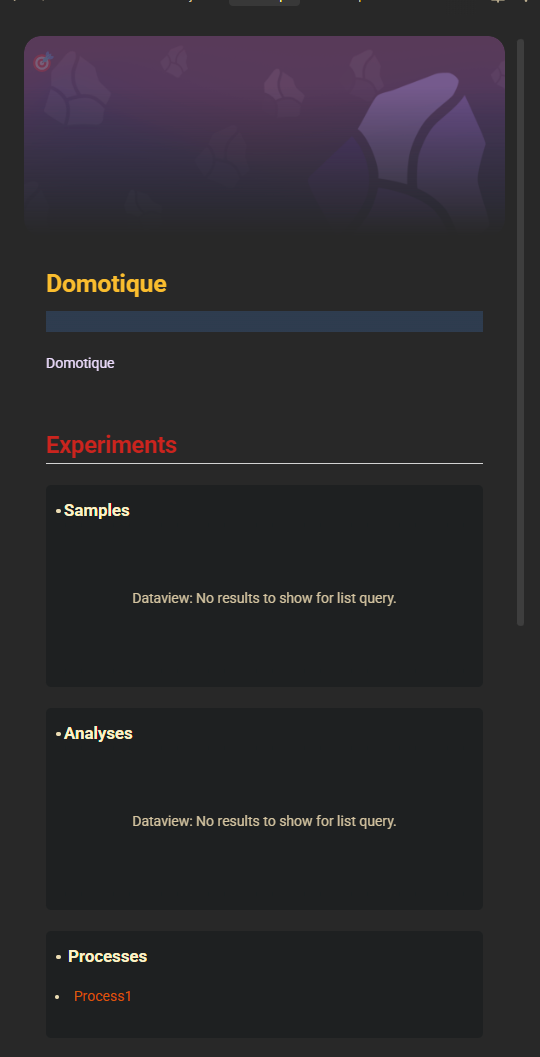 Domotique
Domotique
Experiments
• Samples
Dataview: No results to show for list query.
• Analyses
Dataview: No results to show for list query.
• Processes
• Process1